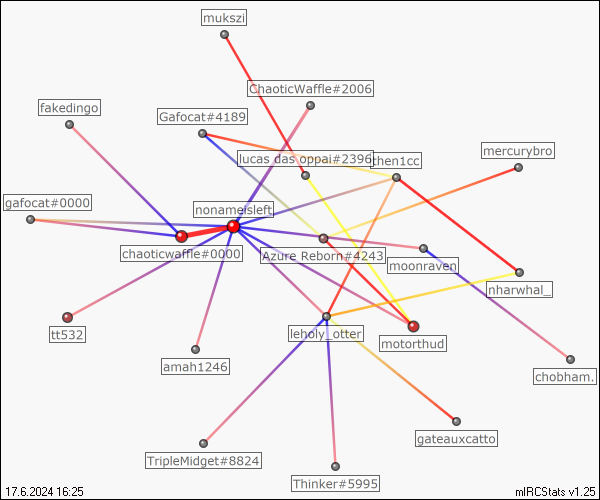 mukszi
ChaoticWaffle#2006
fakedingo
Gafocat#4189
mercurybro
lucas das oppai#2396
chen1cc
gafocat#0000
nonameisleft
chaoticwaffle#0000
Azure Reborn#4243
moonraven
nharwhal_
tt532
leholy_otter
motorthud
amah1246
chobham.
gateauxcatto
TripleMidget#8824
Thinker#5995
17.6.2024 16:25
mIRCStats v1.25